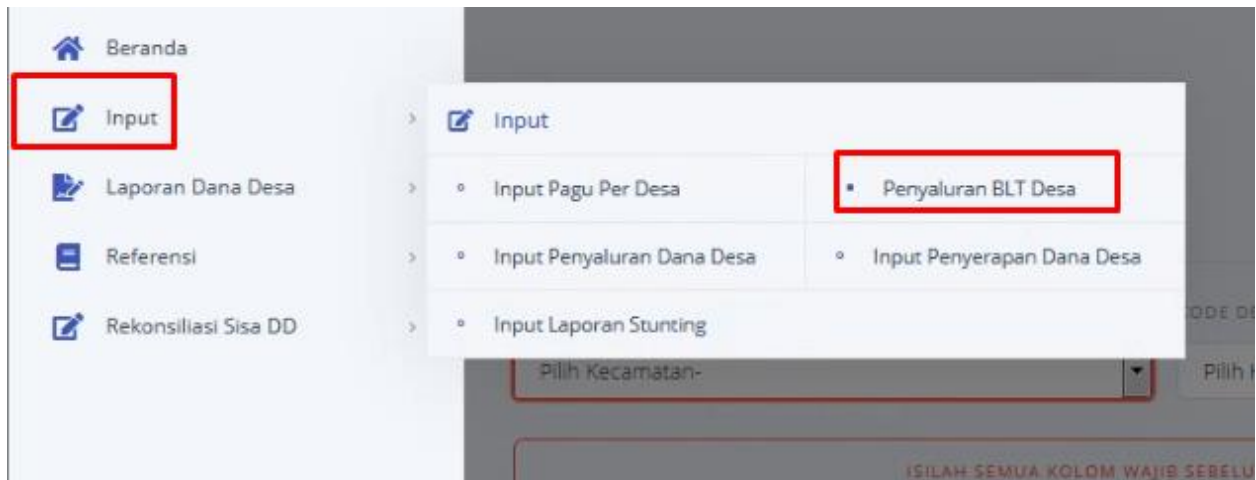 Beranda
Input
Laporan Dana Desa
Referensi
Rekonsiliasi Sisa DD
Input
Input Pagu Per Desa
Penyaluran BLT Desa
Input Penyaluran Dana Desa
Input Penyerapan Dana Desa
Input Laporan Stunting
Pilih Kecamatan-
Pilih
ISILAH SEMUA KOLOM WAJIB